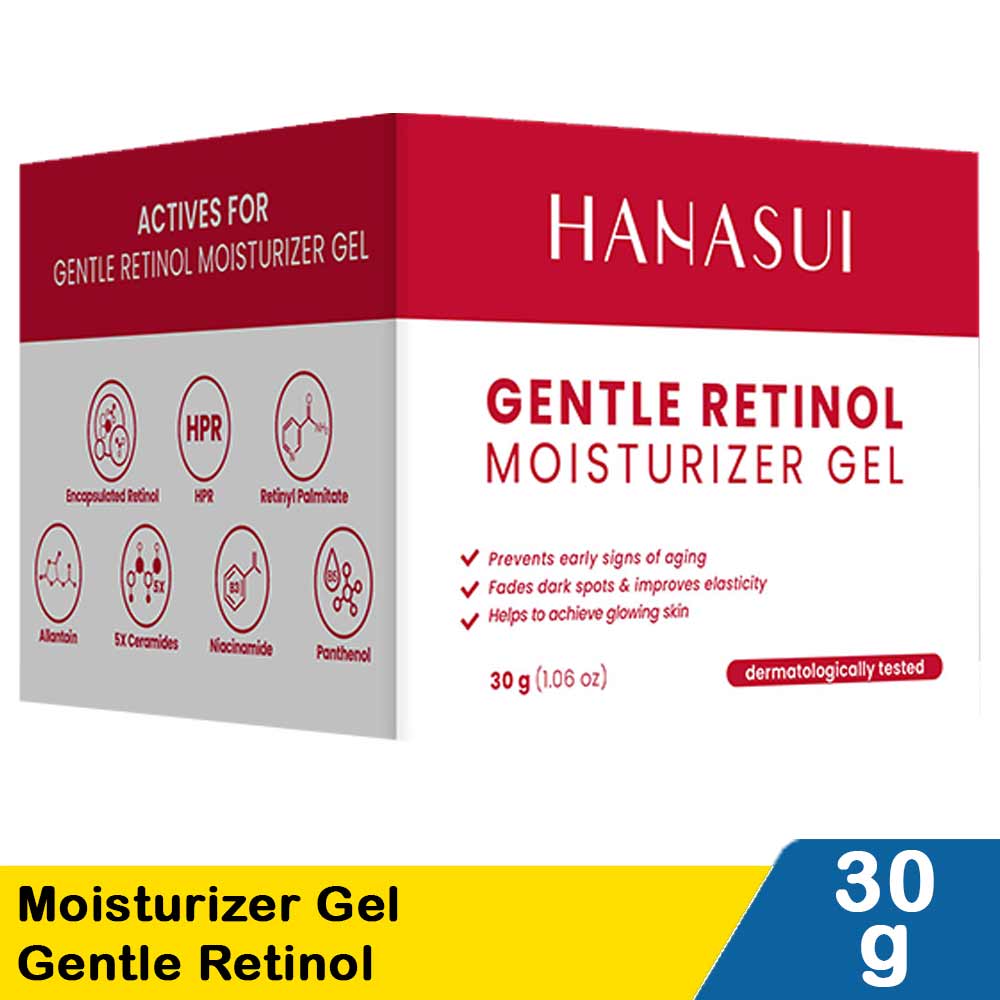 ACTIVES FOR
GENTLE RETINOL MOISTURIZER GEL
HPR
NH₂
N
Encapsulated Retinol
HPR
Retinyl Palmitate
5X
B3
B5
Allantoin
5X Ceramides
Niacinamide
Panthenol
HANASUI
GENTLE RETINOL
MOISTURIZER GEL
Prevents early signs of aging
Fades dark spots & improves elasticity
Helps to achieve glowing skin
30 g (1.06 oz)
dermatologically tested
Moisturizer Gel
Gentle Retinol
30
g